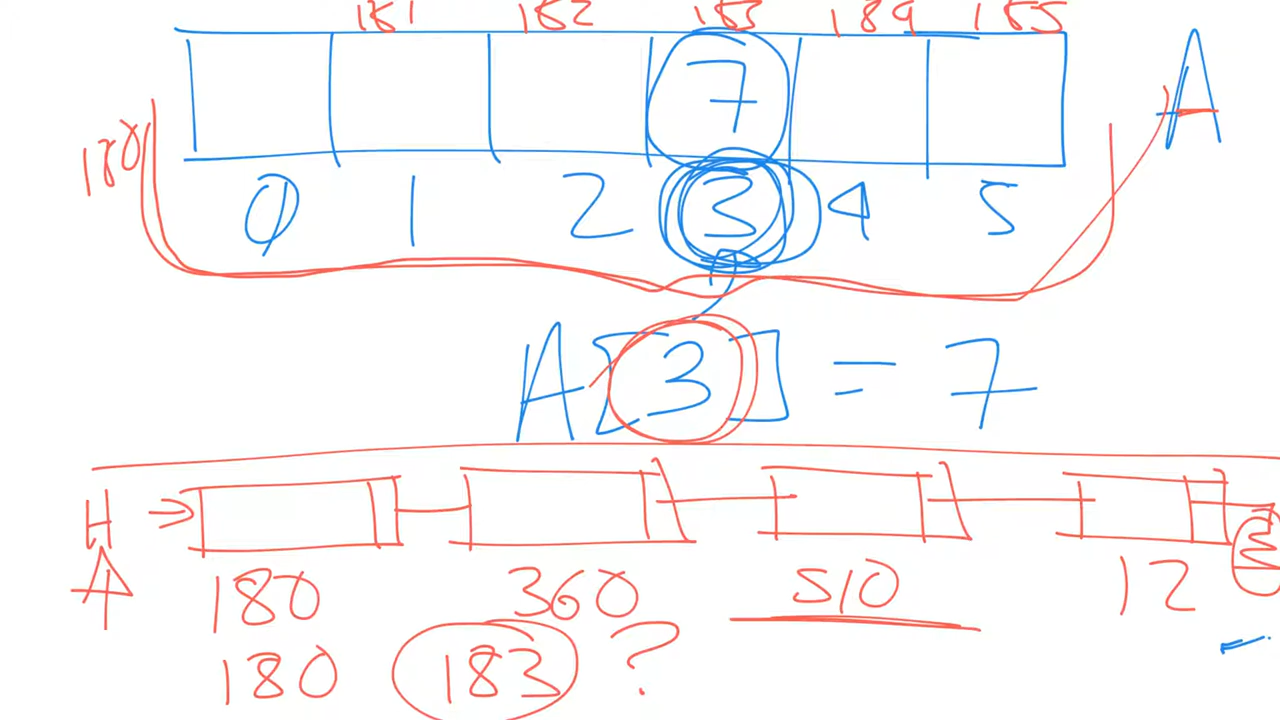 181 182 183 184 185
7 A
180
0 1 2 3 4 5
A[3] = 7
H
A
180 360 510 12
180 183 ?